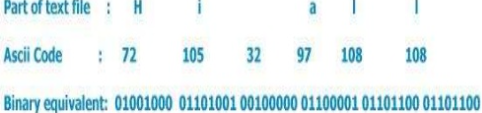 Part of text file : H i a l l
Ascii Code : 72 105 32 97 108 108
Binary equivalent: 01001000 01101001 00100000 01100001 01101100 01101100